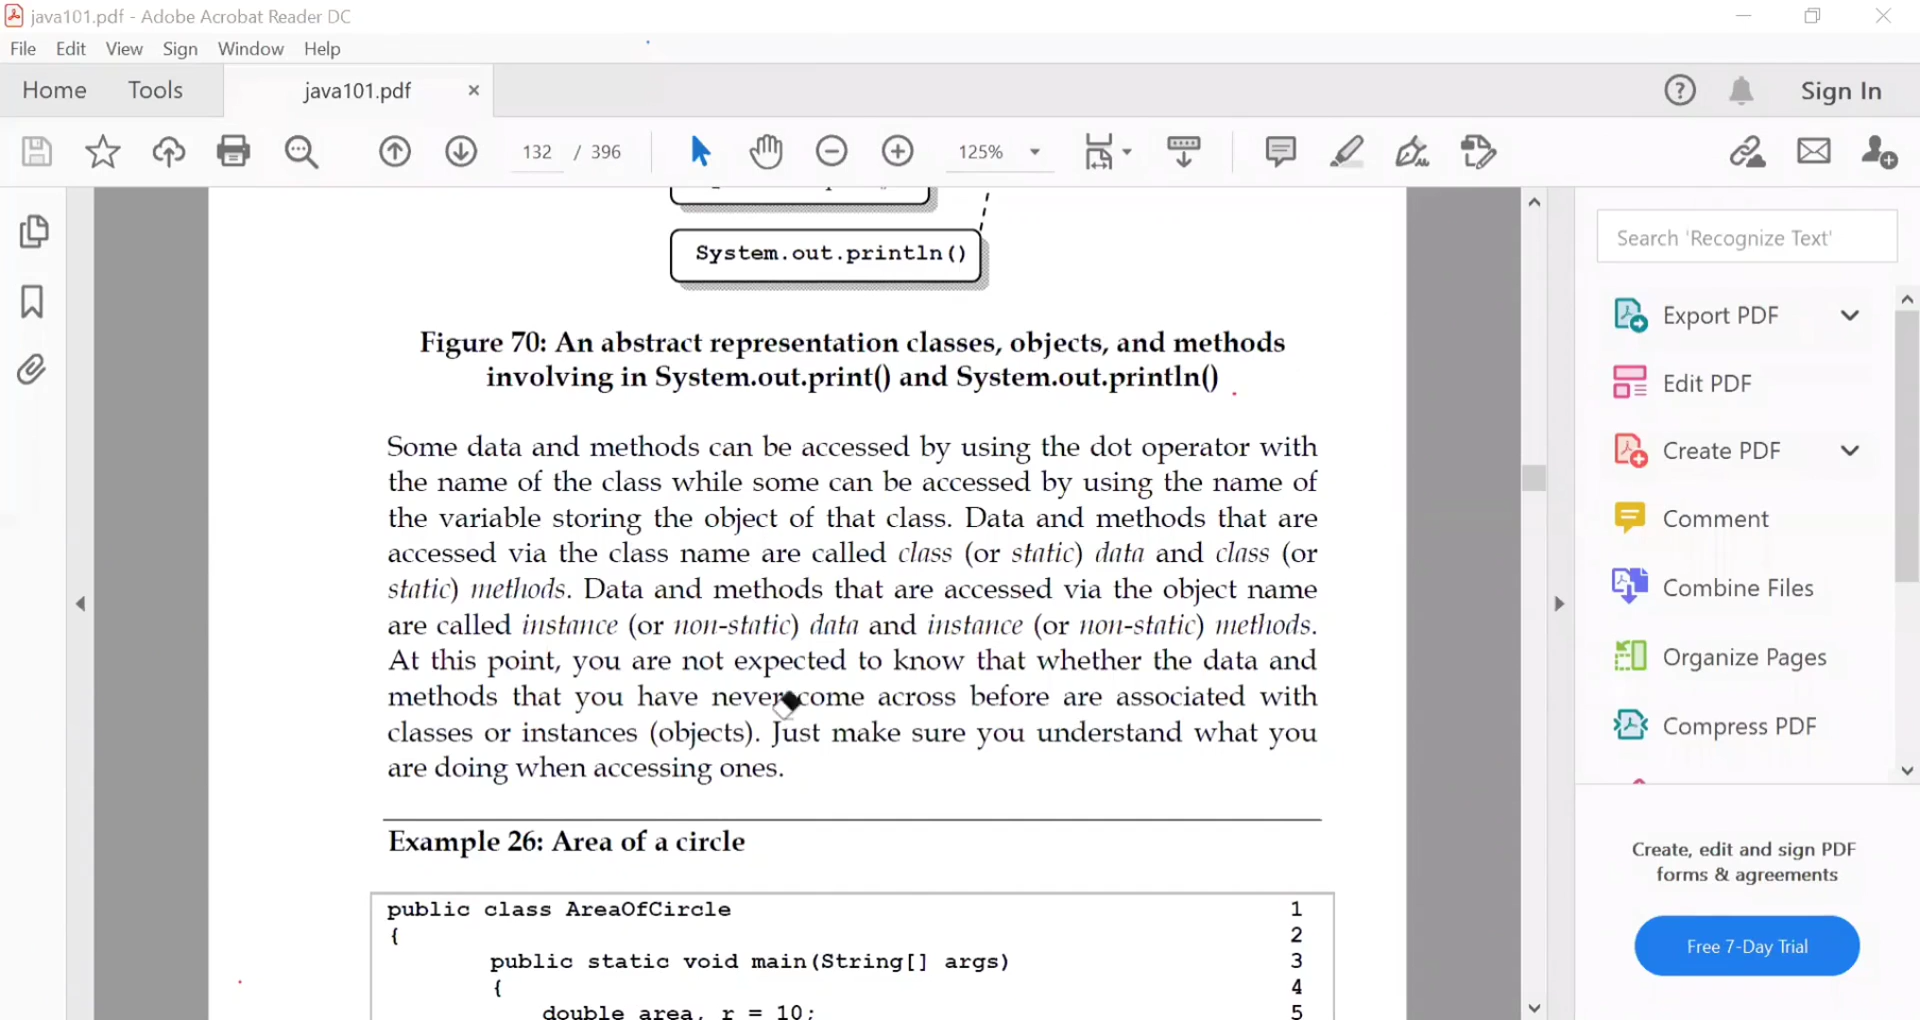 java101.pdf - Adobe Acrobat Reader DC
File Edit View Sign Window Help
Home Tools java101.pdf × Sign In
132 / 396 125%
System.out.println()
Figure 70: An abstract representation classes, objects, and methods
involving in System.out.print() and System.out.println()
Some data and methods can be accessed by using the dot operator with
the name of the class while some can be accessed by using the name of
the variable storing the object of that class. Data and methods that are
accessed via the class name are called class (or static) data and class (or
static) methods. Data and methods that are accessed via the object name
are called instance (or non-static) data and instance (or non-static) methods.
At this point, you are not expected to know that whether the data and
methods that you have never come across before are associated with
classes or instances (objects). Just make sure you understand what you
are doing when accessing ones.
Example 26: Area of a circle
public class AreaOfCircle 1
{ 2
public static void main(String[] args) 3
{ 4
double area, r = 10; 5
Search 'Recognize Text'
Export PDF
Edit PDF
Create PDF
Comment
Combine Files
Organize Pages
Compress PDF
Create, edit and sign PDF
forms & agreements
Free 7-Day Trial